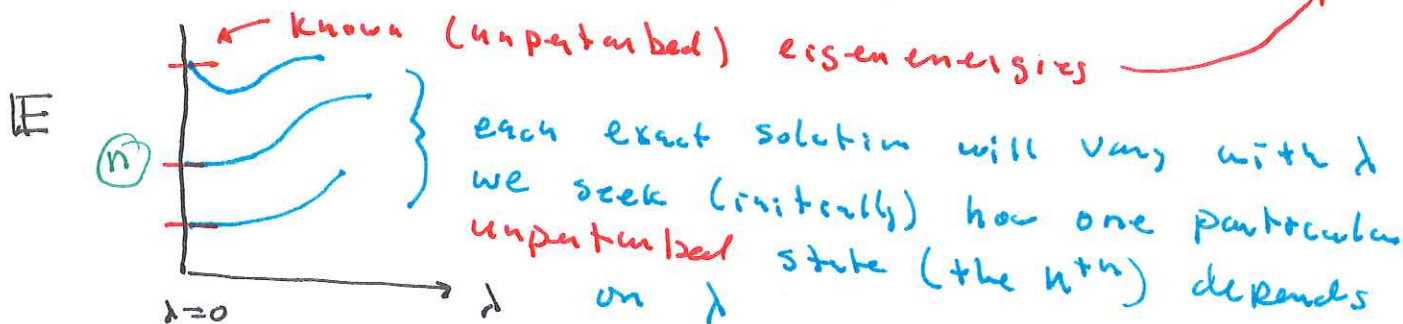 known (unperturbed) eigenenergies
E
each exact solution will vary with λ
n
we seek (initially) how one particular
unperturbed state (the nth) depends
λ=0
λ
on λ